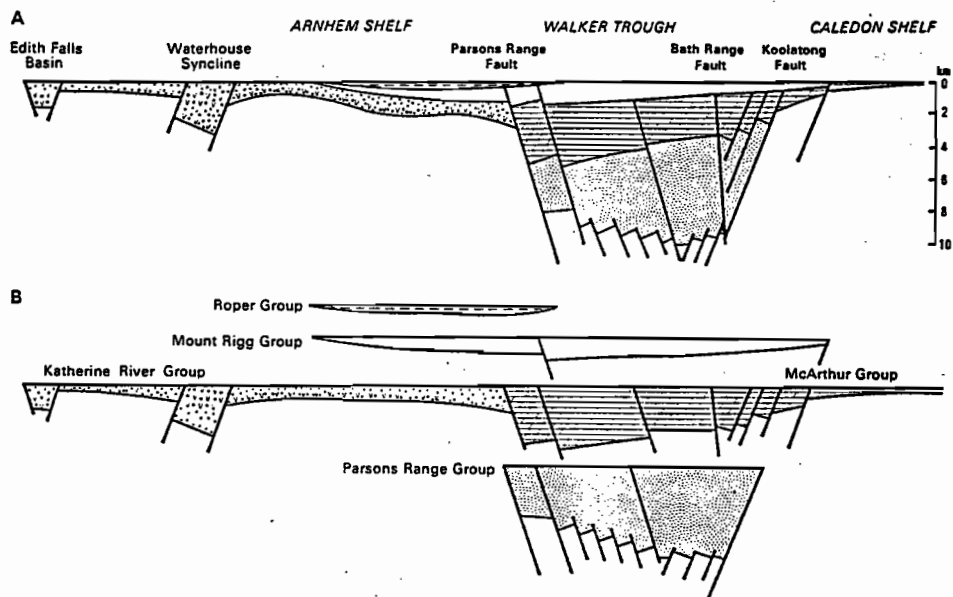 A
ARNHEM SHELF
WALKER TROUGH
CALEDON SHELF
Edith Falls
Basin
Waterhouse
Syncline
Parsons Range
Fault
Bath Range
Fault
Koolatong
Fault
km
0
2
4
6
8
10
B
Roper Group
Mount Rigg Group
Katherine River Group
McArthur Group
Parsons Range Group